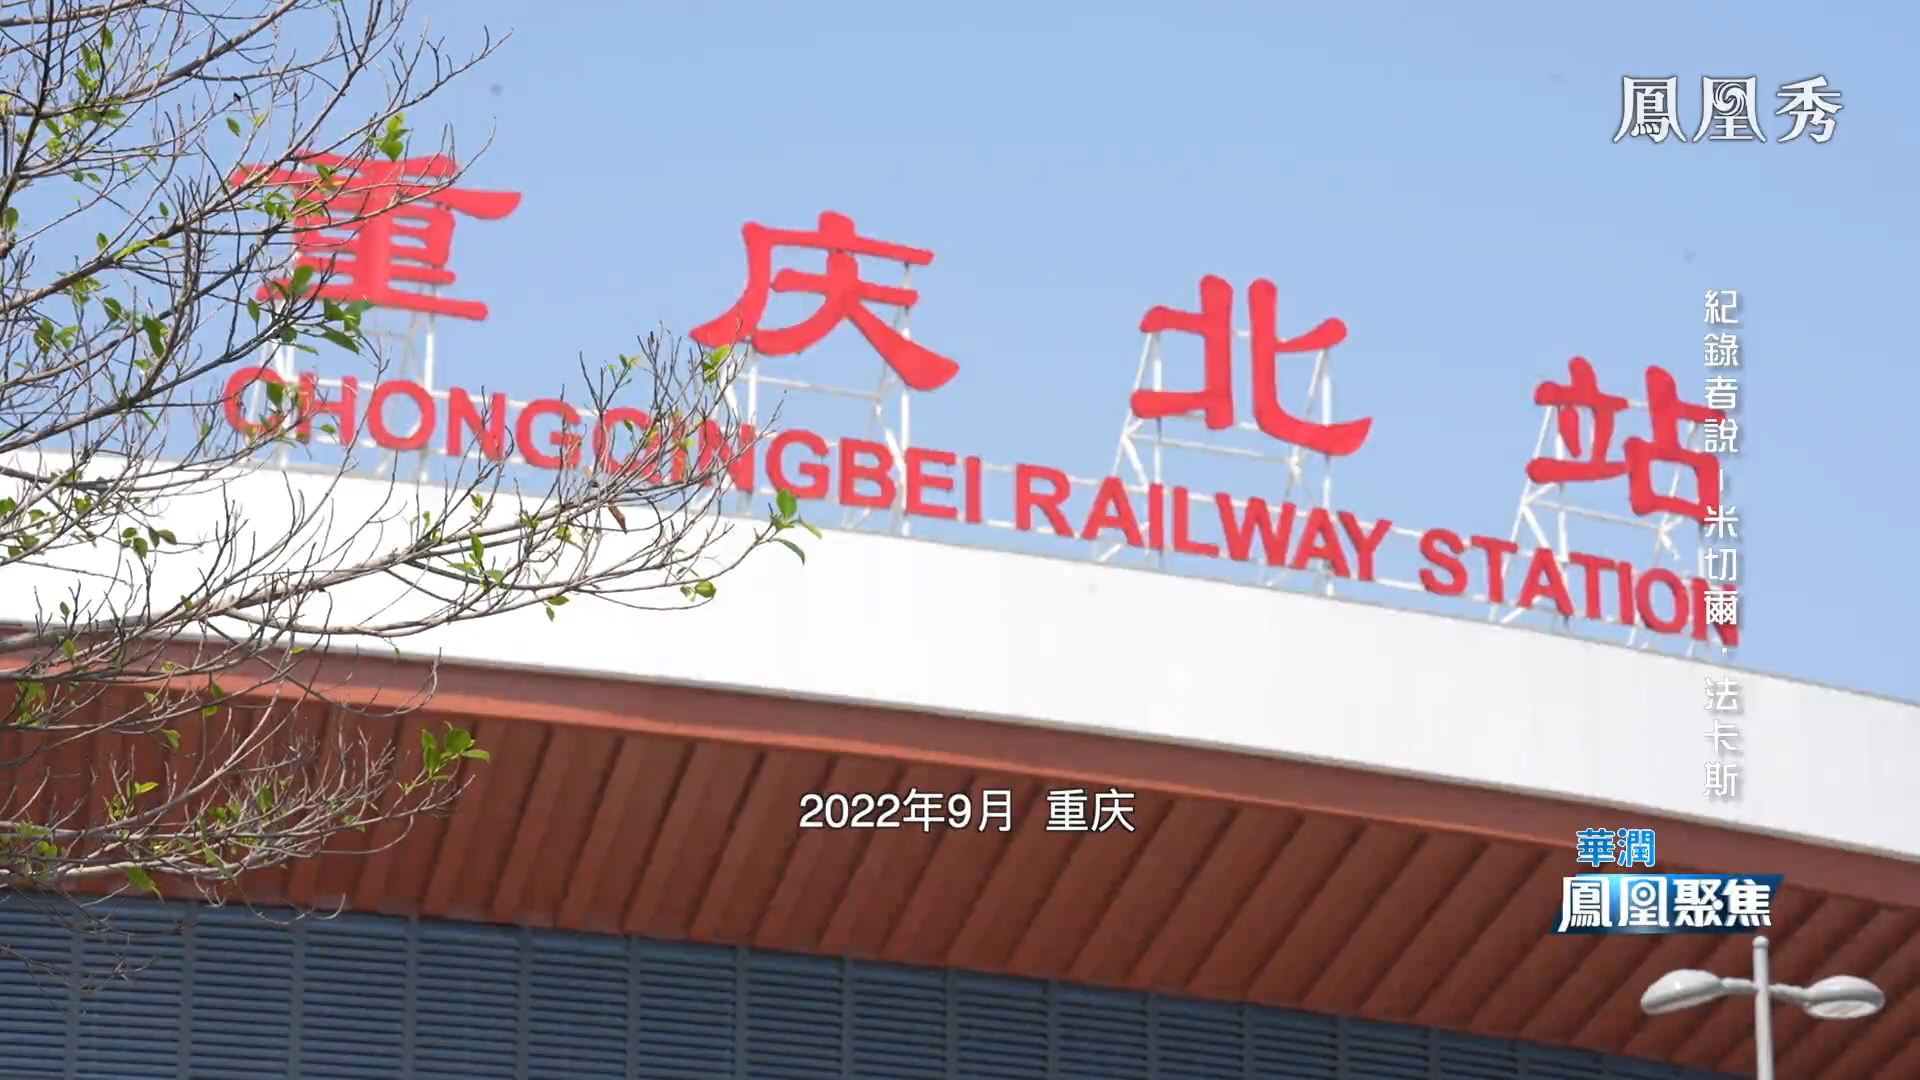 鳳凰秀
重庆北站
CHONGQINGBEI RAILWAY STATION
紀錄者說—米切爾·法卡斯
2022年9月 重庆
華潤
鳳凰聚焦